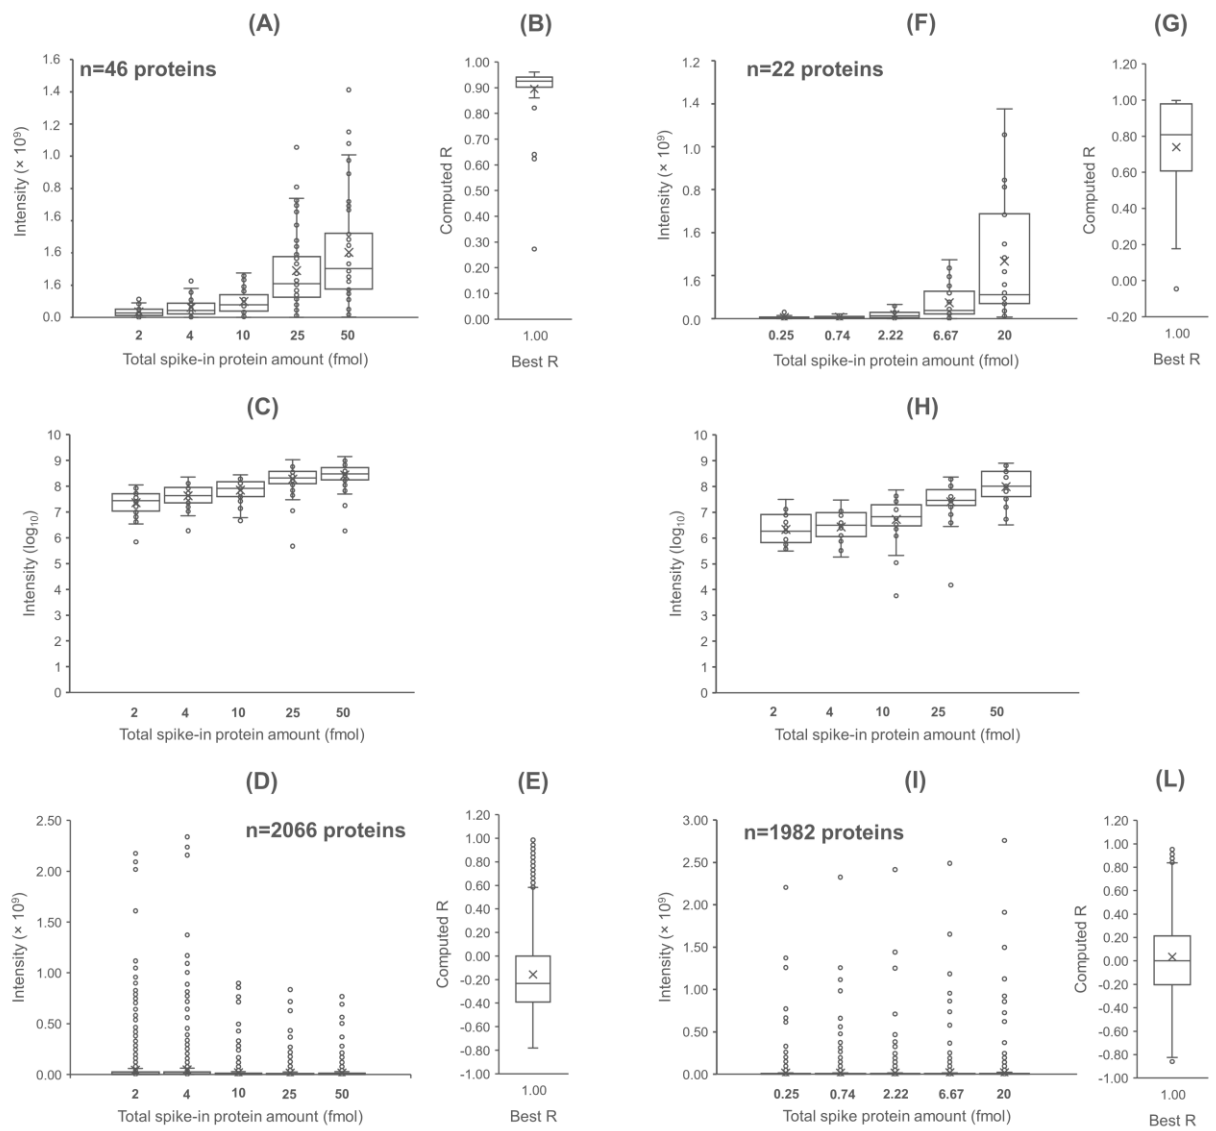 (A)
n=46 proteins
Intensity (× 10⁹)
1.6
1.4
1.2
1.0
1.6
1.6
1.6
0.0
2 4 10 25 50
Total spike-in protein amount (fmol)
(B)
Computed R
1.00
0.90
0.80
0.70
0.60
0.50
0.40
0.30
0.20
0.10
0.00
1.00
Best R
(F)
n=22 proteins
Intensity (× 10⁹)
1.2
1.4
1.0
0.8
1.6
1.6
0.0
0.25 0.74 2.22 6.67 20
Total spike-in protein amount (fmol)
(G)
Computed R
1.20
1.00
0.80
0.60
0.40
0.20
0.00
-0.20
1.00
Best R
(C)
Intensity (log₁₀)
10
9
8
7
6
5
4
3
2
1
0
2 4 10 25 50
Total spike-in protein amount (fmol)
(H)
Intensity (log₁₀)
10
9
8
7
6
5
4
3
2
1
0
2 4 10 25 50
Total spike-in protein amount (fmol)
(D)
n=2066 proteins
Intensity (× 10⁹)
2.50
2.00
1.50
1.00
0.50
0.00
2 4 10 25 50
Total spike-in protein amount (fmol)
(E)
Computed R
1.20
1.00
0.80
0.60
0.40
0.20
0.00
-0.20
-0.40
-0.60
-0.80
-1.00
1.00
Best R
(I)
n=1982 proteins
Intensity (× 10⁹)
3.00
2.50
2.00
1.50
1.00
0.50
0.00
0.25 0.74 2.22 6.67 20
Total spike protein amount (fmol)
(L)
Computed R
1.20
1.00
0.80
0.60
0.40
0.20
0.00
-0.20
-0.40
-0.60
-0.80
-1.00
1.00
Best R